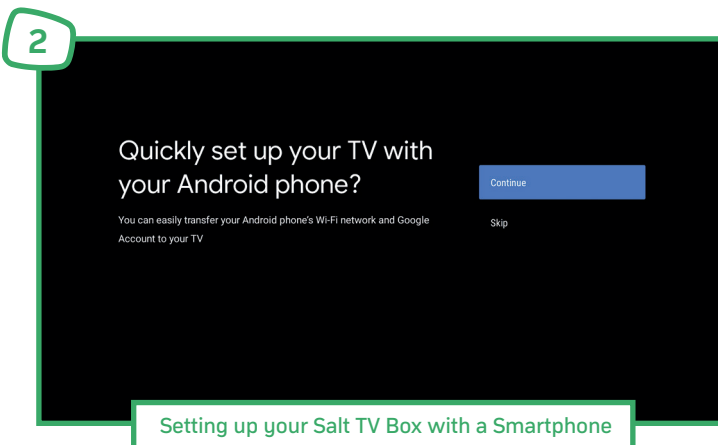 2
Quickly set up your TV with
your Android phone?
You can easily transfer your Android phone's Wi-Fi network and Google
Account to your TV
Continue
Skip
Setting up your Salt TV Box with a Smartphone